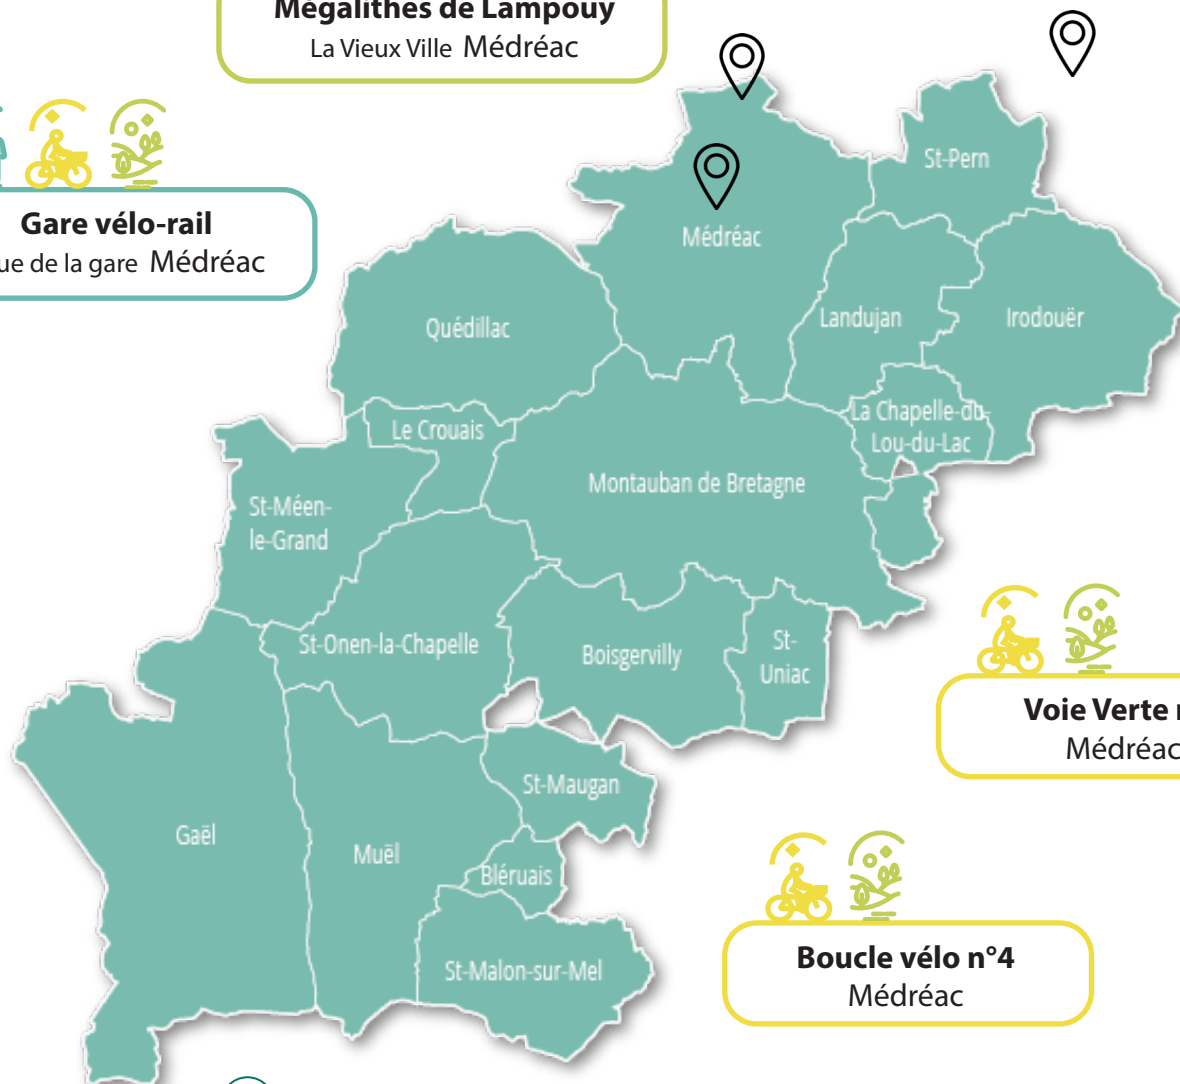 Mégalithes de Lampouy
La Vieux Ville Médréac
Gare vélo-rail
de la gare Médréac
St-Pern
Médréac
Quédillac
Landujan
Irodouër
Le Crouais
La Chapelle-du-
Lou-du-Lac
Montauban de Bretagne
St-Méen-
le-Grand
St-Onen-la-Chapelle
Boisgervilly
St-
Uniac
Voie Verte
Médréac
St-Maugan
Gaël
Muël
Bléruais
St-Malon-sur-Mel
Boucle vélo n°4
Médréac